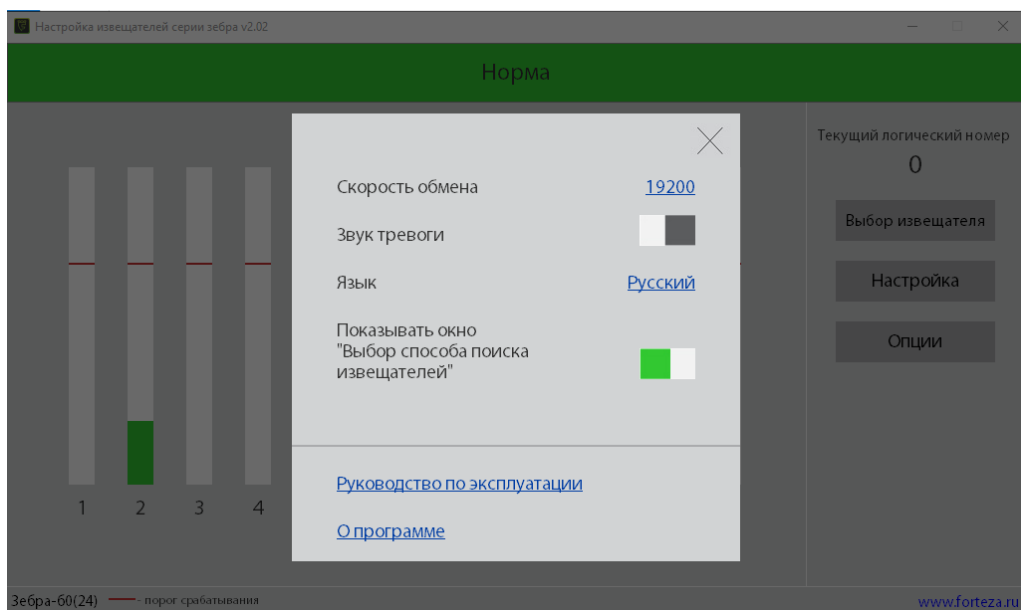 Настройка извещателей серии зебра v2.02
Норма
Текущий логический номер
0
Выбор извещателя
Настройка
Опции
Скорость обмена 19200
Звук тревоги
Язык Русский
Показывать окно
"Выбор способа поиска
извещателей"
Руководство по эксплуатации
О программе
1 2 3 4
Зебра-60(24) - порог срабатывания
www.forteza.ru